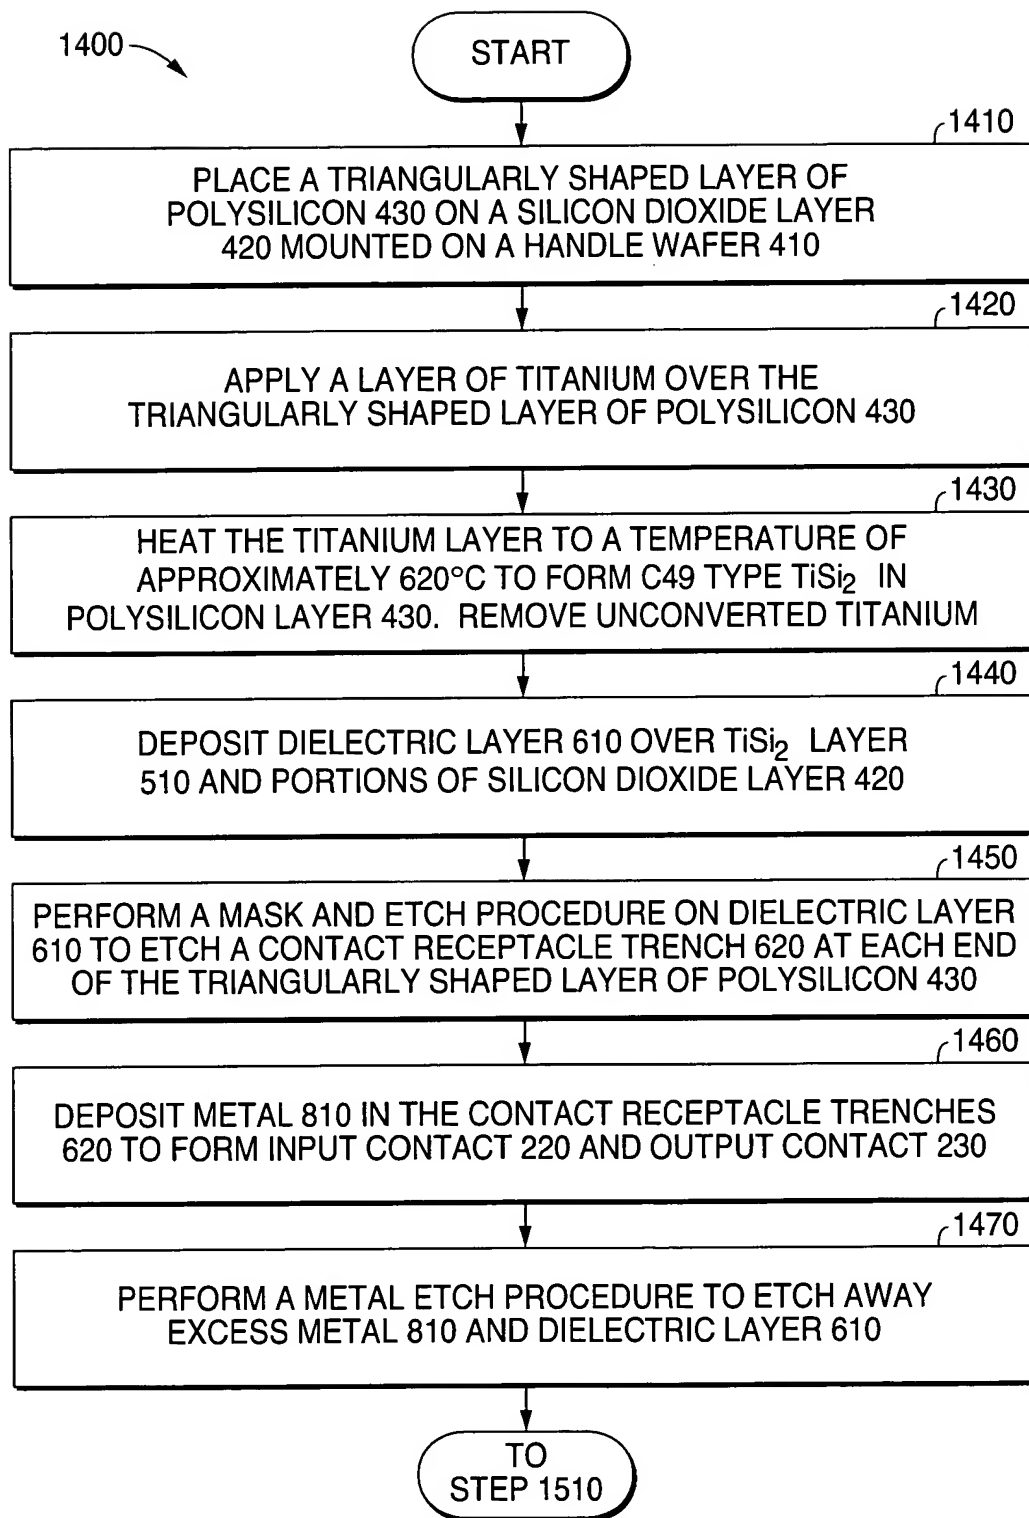 1400
START
1410
PLACE A TRIANGULARLY SHAPED LAYER OF
POLYSILICON 430 ON A SILICON DIOXIDE LAYER
420 MOUNTED ON A HANDLE WAFER 410
1420
APPLY A LAYER OF TITANIUM OVER THE
TRIANGULARLY SHAPED LAYER OF POLYSILICON 430
1430
HEAT THE TITANIUM LAYER TO A TEMPERATURE OF
APPROXIMATELY 620°C TO FORM C49 TYPE TiSi₂ IN
POLYSILICON LAYER 430. REMOVE UNCONVERTED TITANIUM
1440
DEPOSIT DIELECTRIC LAYER 610 OVER TiSi₂ LAYER
510 AND PORTIONS OF SILICON DIOXIDE LAYER 420
1450
PERFORM A MASK AND ETCH PROCEDURE ON DIELECTRIC LAYER
610 TO ETCH A CONTACT RECEPTACLE TRENCH 620 AT EACH END
OF THE TRIANGULARLY SHAPED LAYER OF POLYSILICON 430
1460
DEPOSIT METAL 810 IN THE CONTACT RECEPTACLE TRENCHES
620 TO FORM INPUT CONTACT 220 AND OUTPUT CONTACT 230
1470
PERFORM A METAL ETCH PROCEDURE TO ETCH AWAY
EXCESS METAL 810 AND DIELECTRIC LAYER 610
TO
STEP 1510